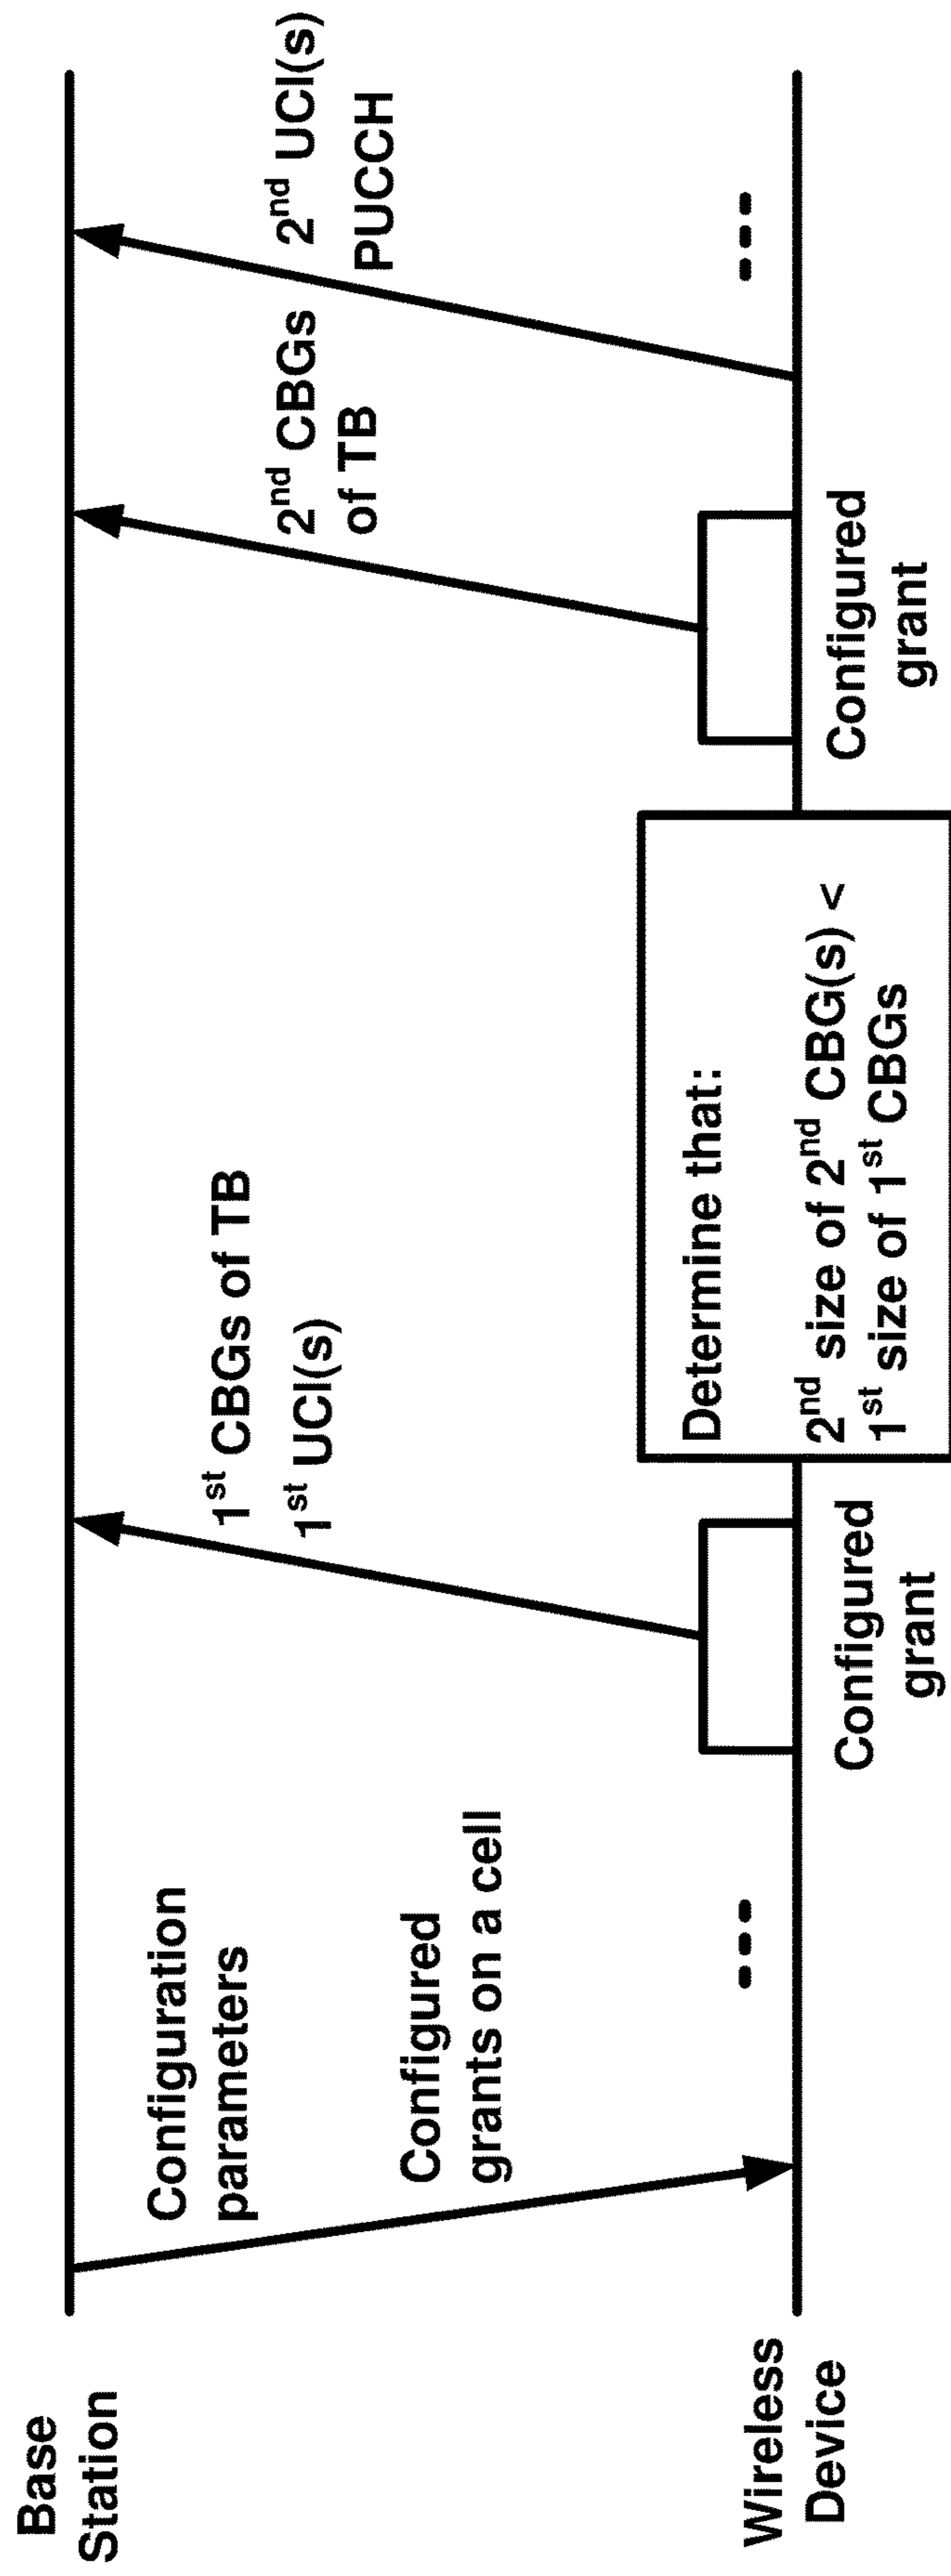 Base
Station
Wireless
Device
Configuration
parameters
Configured
grants on a cell
Configured
grant
1st CBGs of TB
1st UCI(s)
Determine that:
2nd size of 2nd CBG(s) <
1st size of 1st CBGs
Configured
grant
2nd CBGs
of TB
2nd UCI(s)
PUCCH